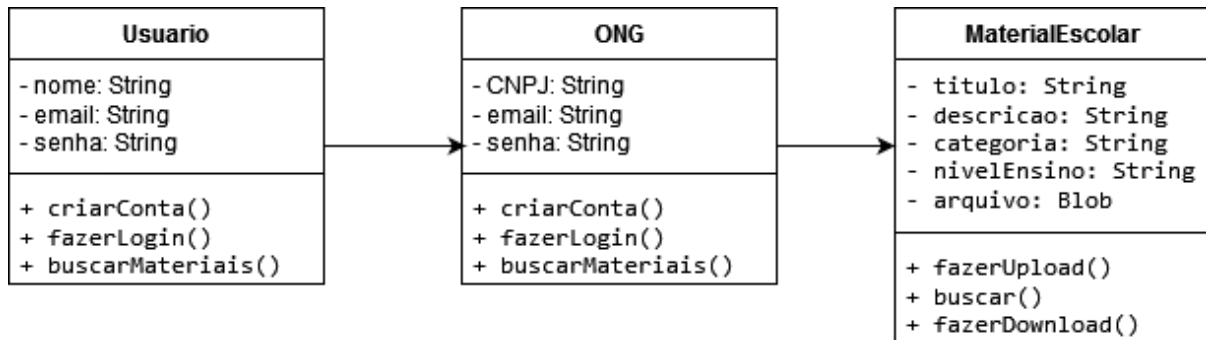 Usuario
- nome: String
- email: String
- senha: String
+ criarConta()
+ fazerLogin()
+ buscarMateriais()
ONG
- CNPJ: String
- email: String
- senha: String
+ criarConta()
+ fazerLogin()
+ buscarMateriais()
MaterialEscolar
- titulo: String
- descricao: String
- categoria: String
- nivelEnsino: String
- arquivo: Blob
+ fazerUpload()
+ buscar()
+ fazerDownload()